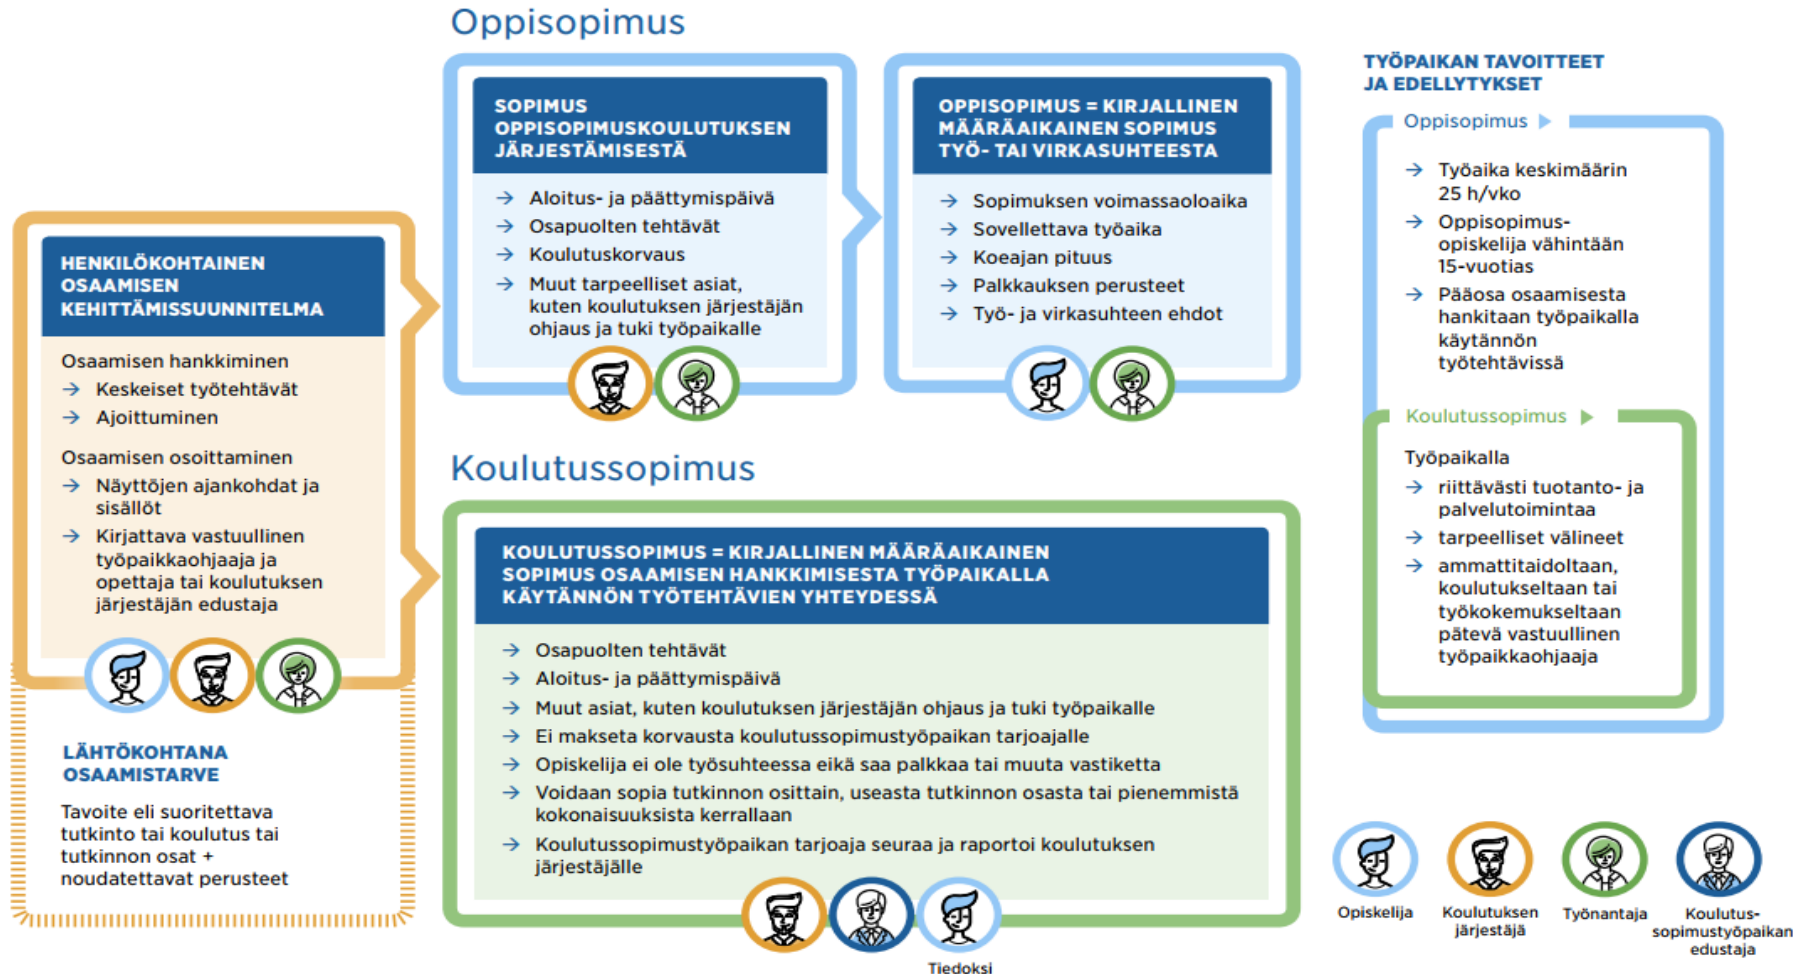 HENKILÖKOHTAINEN
OSAAMISEN
KEHITTÄMISSUUNNITELMA
Osaamisen hankkiminen
→ Keskeiset työtehtävät
→ Ajoittuminen
Osaamisen osoittaminen
→ Näyttöjen ajankohdat ja
sisällöt
→ Kirjattava vastuullinen
työpaikkaohjaaja ja
opettaja tai koulutuksen
järjestäjän edustaja
LÄHTÖKOHTANA
OSAAMISTARVE
Tavoite eli suoritettava
tutkinto tai koulutus tai
tutkinnon osat +
noudatettavat perusteet
Oppisopimus
SOPIMUS
OPPISOPIMUSKOULUTUKSEN
JÄRJESTÄMISESTÄ
→ Aloitus- ja päättymispäivä
→ Osapuolten tehtävät
→ Koulutuskorvaus
→ Muut tarpeelliset asiat,
kuten koulutuksen järjestäjän
ohjaus ja tuki työpaikalle
OPPISOPIMUS = KIRJALLINEN
MÄÄRÄAIKAINEN SOPIMUS
TYÖ- TAI VIRKASUHTEESTA
→ Sopimuksen voimassaoloaika
→ Sovellettava työaika
→ Koeajan pituus
→ Palkkauksen perusteet
→ Työ- ja virkasuhteen ehdot
Koulutussopimus
KOULUTUSSOPIMUS = KIRJALLINEN MÄÄRÄAIKAINEN
SOPIMUS OSAAMISEN HANKKIMISESTA TYÖPAIKALLA
KÄYTÄNNÖN TYÖTEHTÄVIEN YHTEYDESSÄ
→ Osapuolten tehtävät
→ Aloitus- ja päättymispäivä
→ Muut asiat, kuten koulutuksen järjestäjän ohjaus ja tuki työpaikalle
→ Ei makseta korvausta koulutussopimustyöpaikan tarjoajalle
→ Opiskelija ei ole työsuhteessa eikä saa palkkaa tai muuta vastiketta
→ Voidaan sopia tutkinnon osittain, useasta tutkinnon osasta tai pienemmistä
kokonaisuuksista kerrallaan
→ Koulutussopimustyöpaikan tarjoaja seuraa ja raportoi koulutuksen
järjestäjälle
Tiedoksi
TYÖPAIKAN TAVOITTEET
JA EDELLYTYKSET
Oppisopimus
→ Työaika keskimäärin
25 h/vko
→ Oppisopimus-
opiskelija vähintään
15-vuotias
→ Pääosa osaamisesta
hankitaan työpaikalla
käytännön
työtehtävissä
Koulutussopimus
Työpaikalla
→ riittävästi tuotanto- ja
palvelutoimintaa
→ tarpeelliset välineet
→ ammattitaidoltaan,
koulutukseltaan tai
työkokemukseltaan
pätevä vastuullinen
työpaikkaohjaaja
Opiskelija
Koulutuksen
järjestäjä
Työnantaja
Koulutus-
sopimustyöpaikan
edustaja